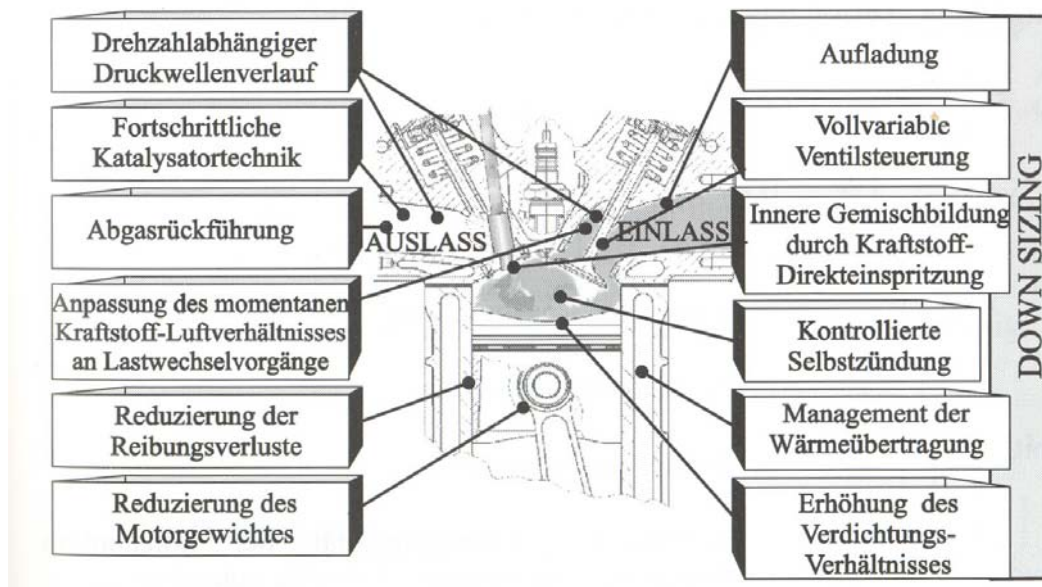 Drehzahlabhängiger
Druckwellenverlauf
Fortschrittliche
Katalysatortechnik
Abgasrückführung
Anpassung des momentanen
Kraftstoff-Luftverhältnisses
an Lastwechselvorgänge
Reduzierung der
Reibungsverluste
Reduzierung des
Motorgewichtes
AUSLASS
EINLASS
Aufladung
Vollvariable
Ventilsteuerung
Innere Gemischbildung
durch Kraftstoff-
Direkteinspritzung
Kontrollierte
Selbstzündung
Management der
Wärmeübertragung
Erhöhung des
Verdichtungs-
Verhältnisses
DOWN SIZING